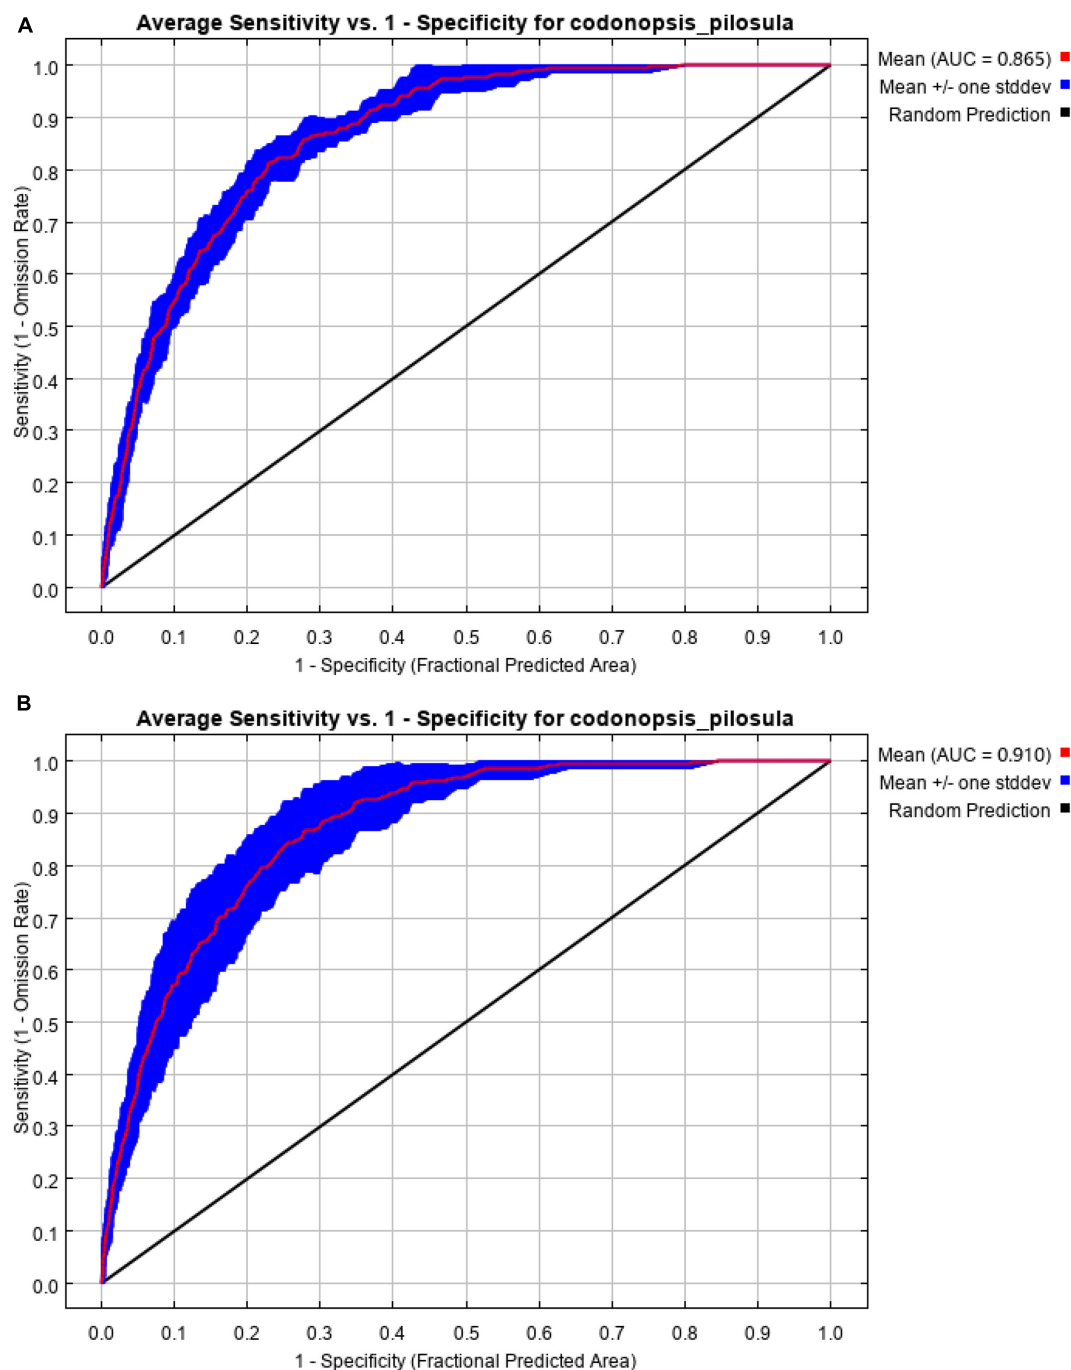 A
Average Sensitivity vs. 1 - Specificity for codonopsis_pilosula
Mean (AUC = 0.865)
Mean +/- one stddev
Random Prediction
Sensitivity (1 - Omission Rate)
1.0
0.9
0.8
0.7
0.6
0.5
0.4
0.3
0.2
0.1
0.0
0.0 0.1 0.2 0.3 0.4 0.5 0.6 0.7 0.8 0.9 1.0
1 - Specificity (Fractional Predicted Area)
B
Average Sensitivity vs. 1 - Specificity for codonopsis_pilosula
Mean (AUC = 0.910)
Mean +/- one stddev
Random Prediction
Sensitivity (1 - Omission Rate)
1.0
0.9
0.8
0.7
0.6
0.5
0.4
0.3
0.2
0.1
0.0
0.0 0.1 0.2 0.3 0.4 0.5 0.6 0.7 0.8 0.9 1.0
1 - Specificity (Fractional Predicted Area)